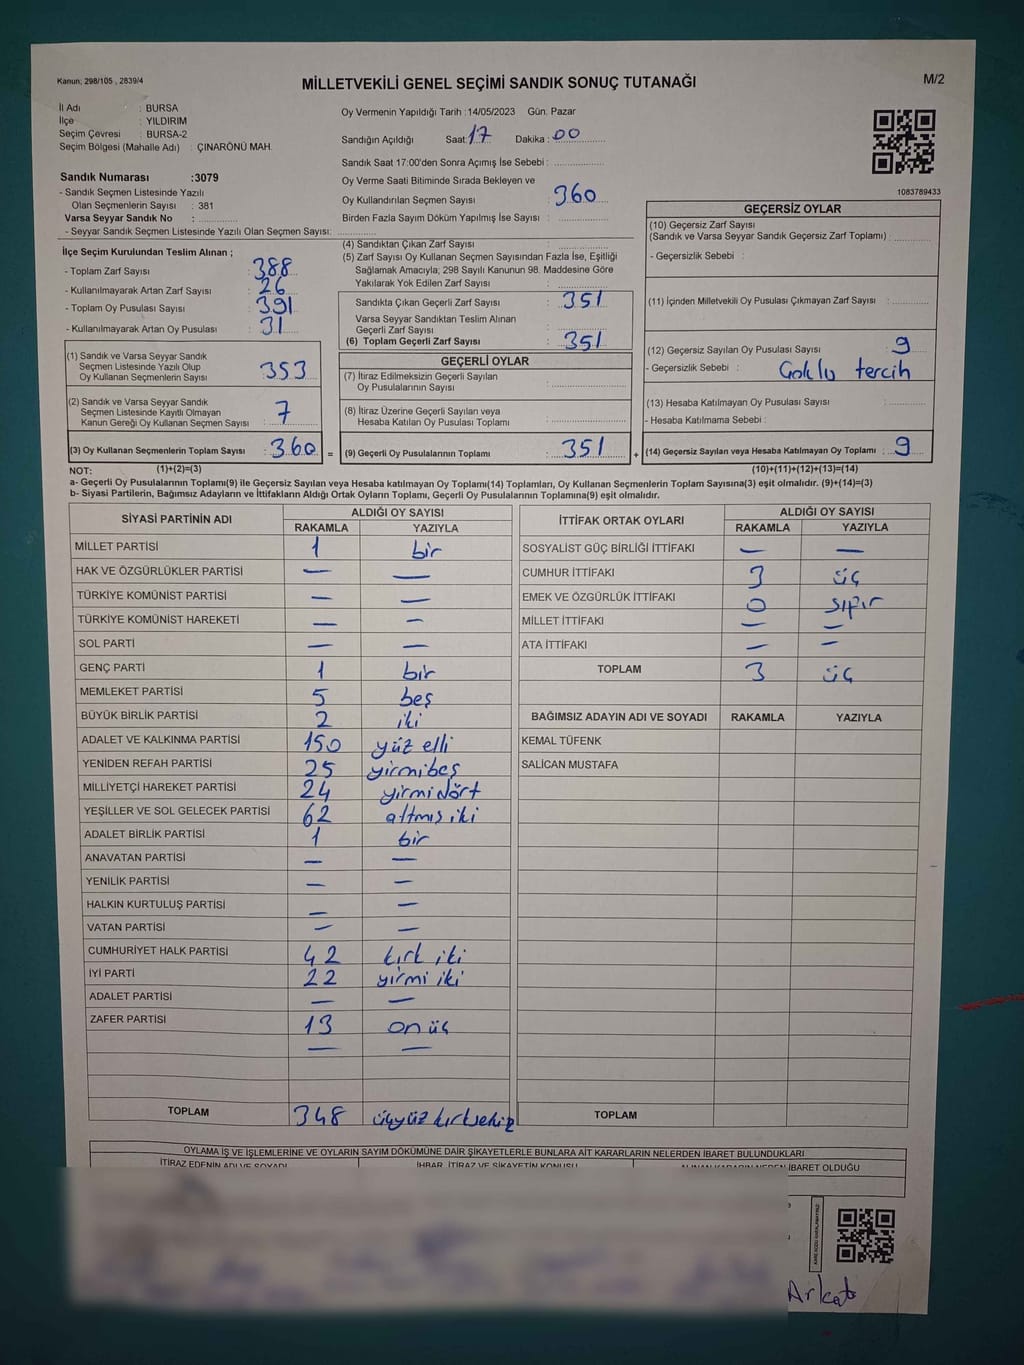 Kanun; 298/105 , 2839/4
MİLLETVEKİLİ GENEL SEÇİMİ SANDIK SONUÇ TUTANAĞI
M/2
İl Adı : BURSA
İlçe : YILDIRIM
Seçim Çevresi : BURSA-2
Seçim Bölgesi (Mahalle Adı) : ÇINARÖNÜ MAH.
Sandık Numarası :3079
- Sandık Seçmen Listesinde Yazılı
Olan Seçmenlerin Sayısı : 381
Varsa Seyyar Sandık No :
- Seyyar Sandık Seçmen Listesinde Yazılı Olan Seçmen Sayısı:
Oy Vermenin Yapıldığı Tarih :14/05/2023 Gün. Pazar
Sandığın Açıldığı Saat: 17 Dakika : 00
Sandık Saat 17:00'den Sonra Açımış İse Sebebi :
Oy Verme Saati Bitiminde Sırada Bekleyen ve
Oy Kullandırılan Seçmen Sayısı : 360
Birden Fazla Sayım Döküm Yapılmış İse Sayısı :
1083789433
İlçe Seçim Kurulundan Teslim Alınan ;
- Toplam Zarf Sayısı : 388
- Kullanılmayarak Artan Zarf Sayısı : 26
- Toplam Oy Pusulası Sayısı : 391
- Kullanılmayarak Artan Oy Pusulası : 31
(1) Sandık ve Varsa Seyyar Sandık
Seçmen Listesinde Yazılı Olup
Oy Kullanan Seçmenlerin Sayısı : 353
(2) Sandık ve Varsa Seyyar Sandık
Seçmen Listesinde Kayıtlı Olmayan
Kanun Gereği Oy Kullanan Seçmen Sayısı : 7
(3) Oy Kullanan Seçmenlerin Toplam Sayısı : 360 =
(4) Sandıktan Çıkan Zarf Sayısı :
(5) Zarf Sayısı Oy Kullanan Seçmen Sayısından Fazla İse, Eşitliği
Sağlamak Amacıyla; 298 Sayılı Kanunun 98. Maddesine Göre
Yakılarak Yok Edilen Zarf Sayısı :
Sandıkta Çıkan Geçerli Zarf Sayısı : 351
Varsa Seyyar Sandıktan Teslim Alınan
Geçerli Zarf Sayısı :
(6) Toplam Geçerli Zarf Sayısı : 351
GEÇERLİ OYLAR
(7) İtiraz Edilmeksizin Geçerli Sayılan
Oy Pusulalarının Sayısı :
(8) İtiraz Üzerine Geçerli Sayılan veya
Hesaba Katılan Oy Pusulası Toplamı :
(9) Geçerli Oy Pusulalarının Toplamı : 351 +
GEÇERSİZ OYLAR
(10) Geçersiz Zarf Sayısı
(Sandık ve Varsa Seyyar Sandık Geçersiz Zarf Toplamı) :
- Geçersizlik Sebebi :
(11) İçinden Milletvekili Oy Pusulası Çıkmayan Zarf Sayısı :
(12) Geçersiz Sayılan Oy Pusulası Sayısı : 9
- Geçersizlik Sebebi : Çoklu tercih
(13) Hesaba Katılmayan Oy Pusulası Sayısı :
- Hesaba Katılmama Sebebi :
(14) Geçersiz Sayılan veya Hesaba Katılmayan Oy Toplamı : 9
NOT: (1)+(2)=(3) (10)+(11)+(12)+(13)=(14)
a- Geçerli Oy Pusulalarının Toplamı(9) ile Geçersiz Sayılan veya Hesaba katılmayan Oy Toplamı(14) Toplamları, Oy Kullanan Seçmenlerin Toplam Sayısına(3) eşit olmalıdır. (9)+(14)=(3)
b- Siyasi Partilerin, Bağımsız Adayların ve İttifakların Aldığı Ortak Oyların Toplamı, Geçerli Oy Pusulalarının Toplamına(9) eşit olmalıdır.
SİYASİ PARTİNİN ADI ALDIĞI OY SAYISI
RAKAMLA YAZIYLA
MİLLET PARTİSİ 1 bir
HAK VE ÖZGÜRLÜKLER PARTİSİ — —
TÜRKİYE KOMÜNİST PARTİSİ — —
TÜRKİYE KOMÜNİST HAREKETİ — —
SOL PARTİ — —
GENÇ PARTİ 1 bir
MEMLEKET PARTİSİ 5 beş
BÜYÜK BİRLİK PARTİSİ 2 iki
ADALET VE KALKINMA PARTİSİ 150 yüz elli
YENİDEN REFAH PARTİSİ 25 yirmibeş
MİLLİYETÇİ HAREKET PARTİSİ 24 yirmidört
YEŞİLLER VE SOL GELECEK PARTİSİ 62 altmış iki
ADALET BİRLİK PARTİSİ 1 bir
ANAVATAN PARTİSİ — —
YENİLİK PARTİSİ — —
HALKIN KURTULUŞ PARTİSİ — —
VATAN PARTİSİ — —
CUMHURİYET HALK PARTİSİ 42 kırk iki
İYİ PARTİ 22 yirmi iki
ADALET PARTİSİ — —
ZAFER PARTİSİ 13 on üç
— —
TOPLAM 348 üçyüz kırksekiz
İTTİFAK ORTAK OYLARI ALDIĞI OY SAYISI
RAKAMLA YAZIYLA
SOSYALİST GÜÇ BİRLİĞİ İTTİFAKI — —
CUMHUR İTTİFAKI 3 üç
EMEK VE ÖZGÜRLÜK İTTİFAKI 0 sıfır
MİLLET İTTİFAKI — —
ATA İTTİFAKI — —
TOPLAM 3 üç
BAĞIMSIZ ADAYIN ADI VE SOYADI RAKAMLA YAZIYLA
KEMAL TÜFENK
SALİCAN MUSTAFA
TOPLAM
OYLAMA İŞ VE İŞLEMLERİNE VE OYLARIN SAYIM DÖKÜMÜNE DAİR ŞİKAYETLERLE BUNLARA AİT KARARLARIN NELERDEN İBARET BULUNDUKLARI
İTİRAZ EDENİN ADI VE SOYADI İHBAR, İTİRAZ VE ŞİKAYETİN KONUSU ALINAN KARARIN NEDEN İBARET OLDUĞU